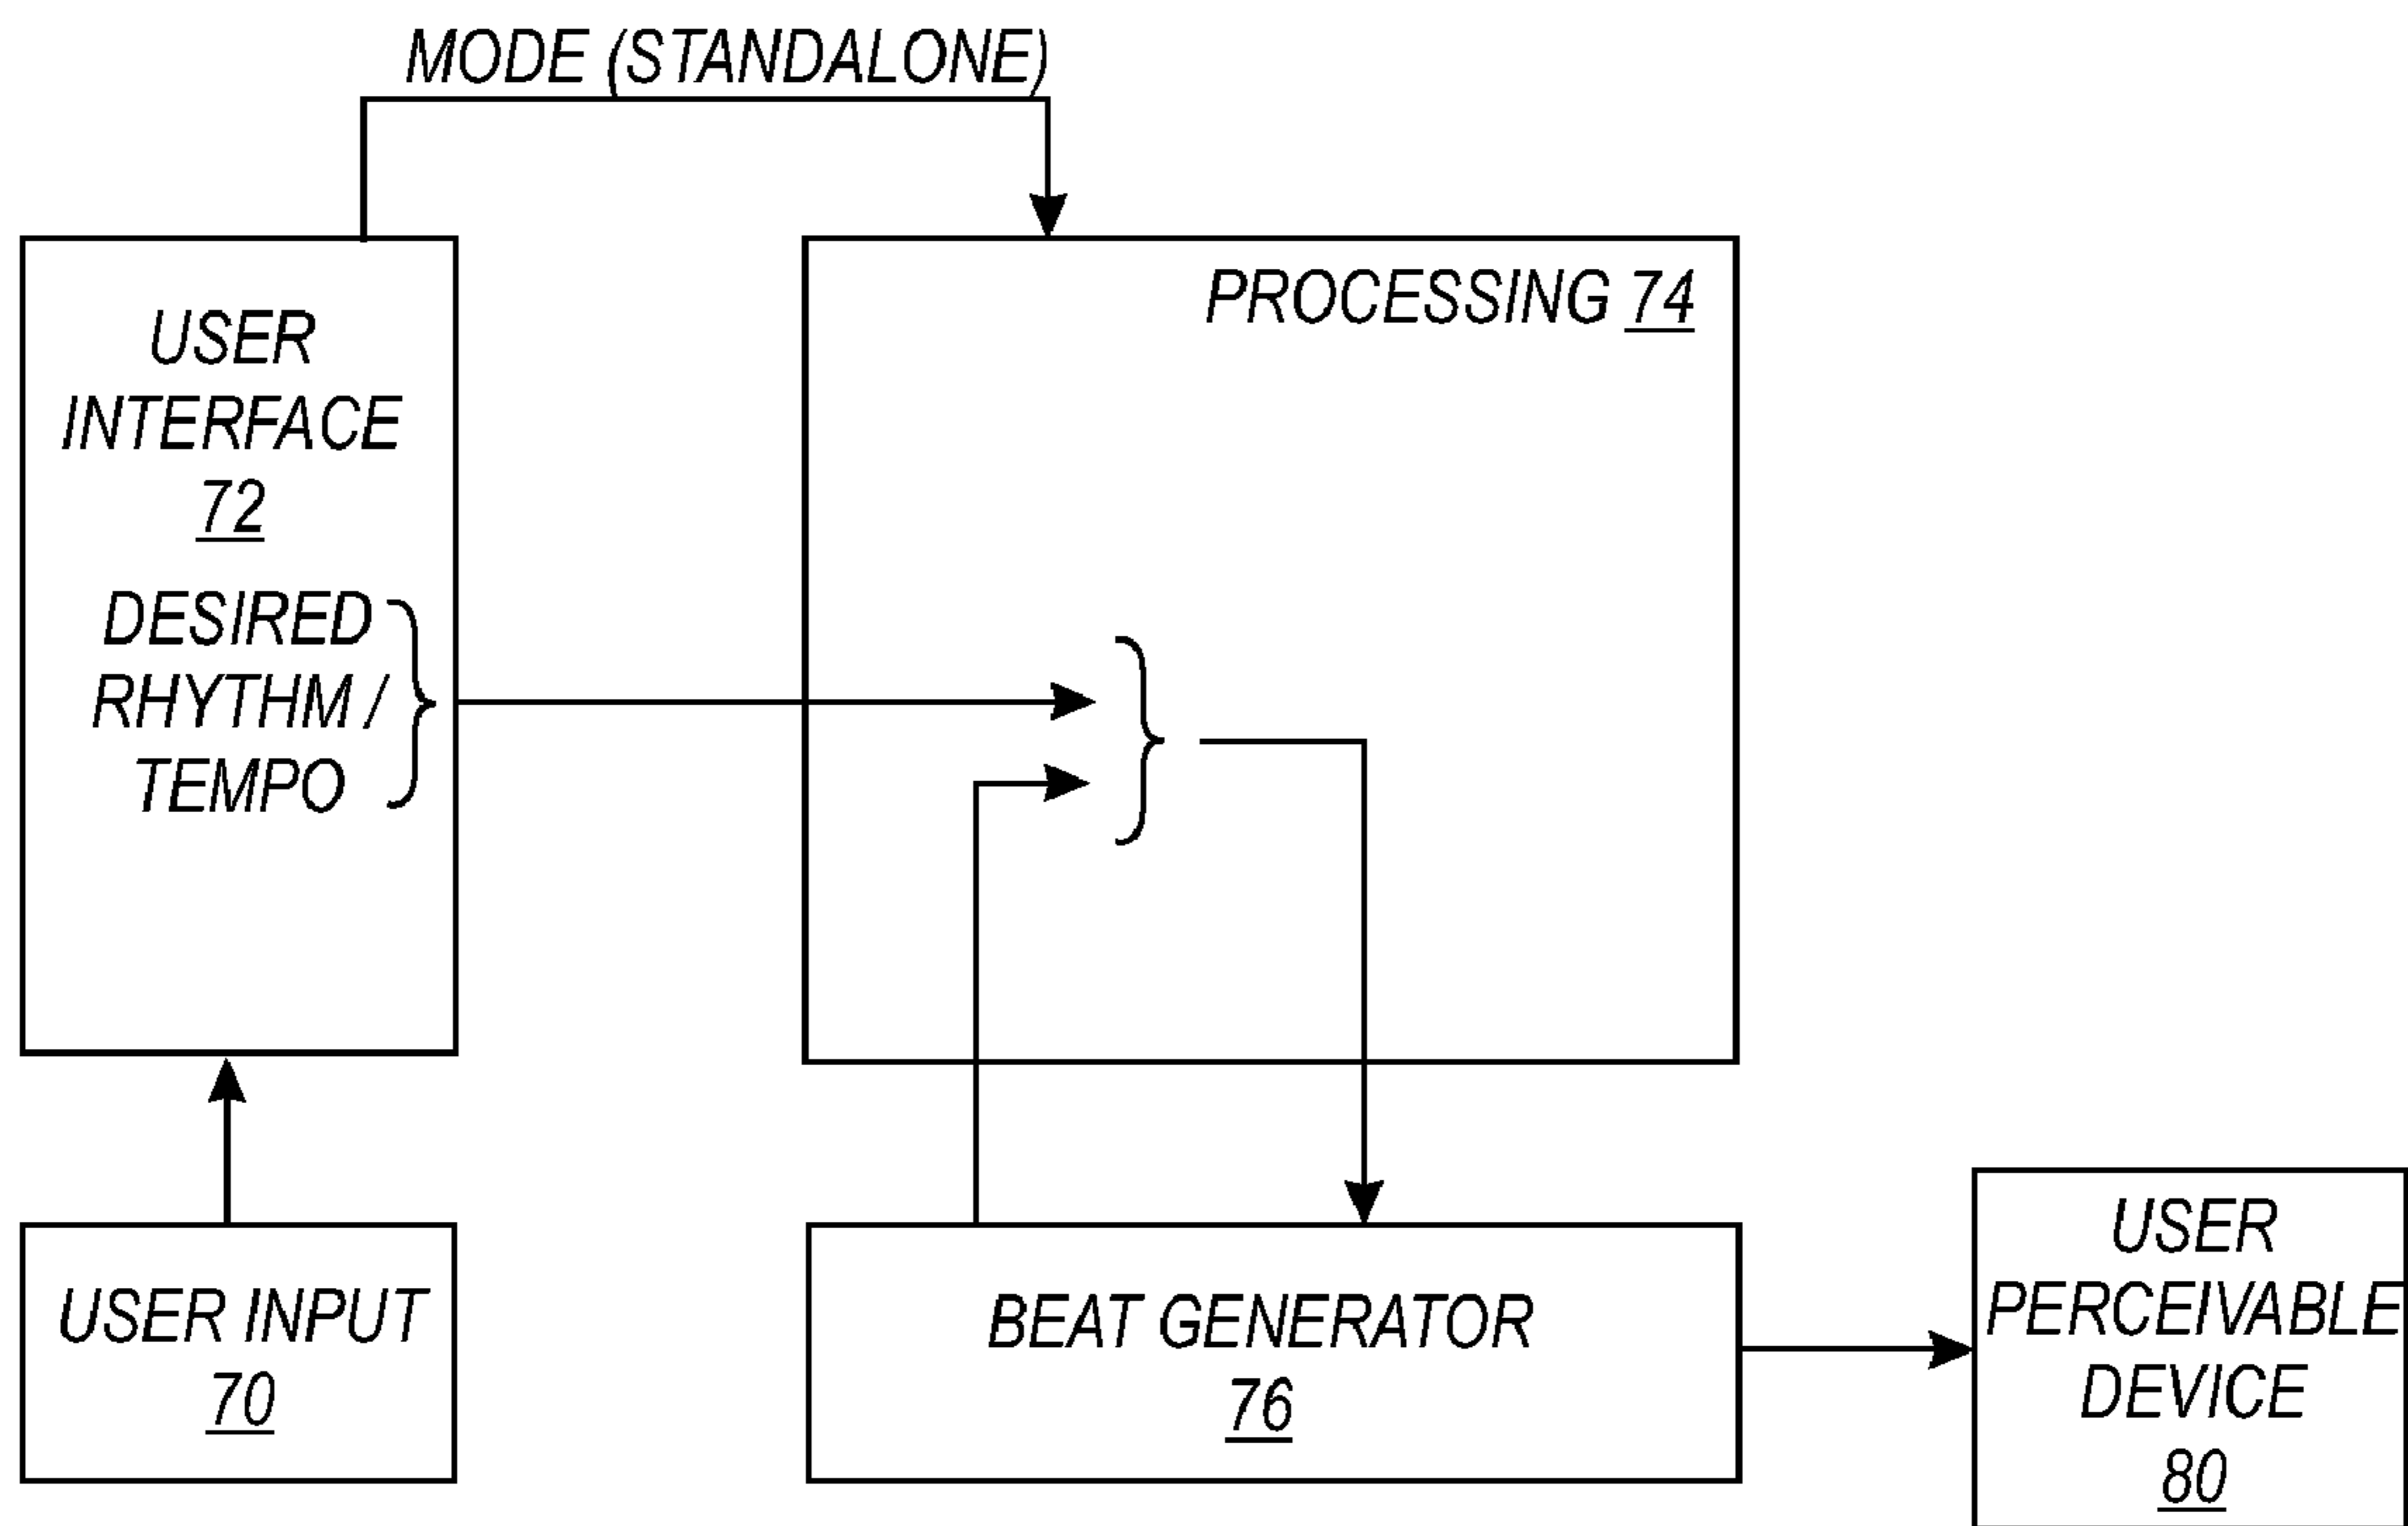 MODE (STANDALONE)
USER
INTERFACE
72
DESIRED
RHYTHM /
TEMPO
PROCESSING 74
USER INPUT
70
BEAT GENERATOR
76
USER
PERCEIVABLE
DEVICE
80